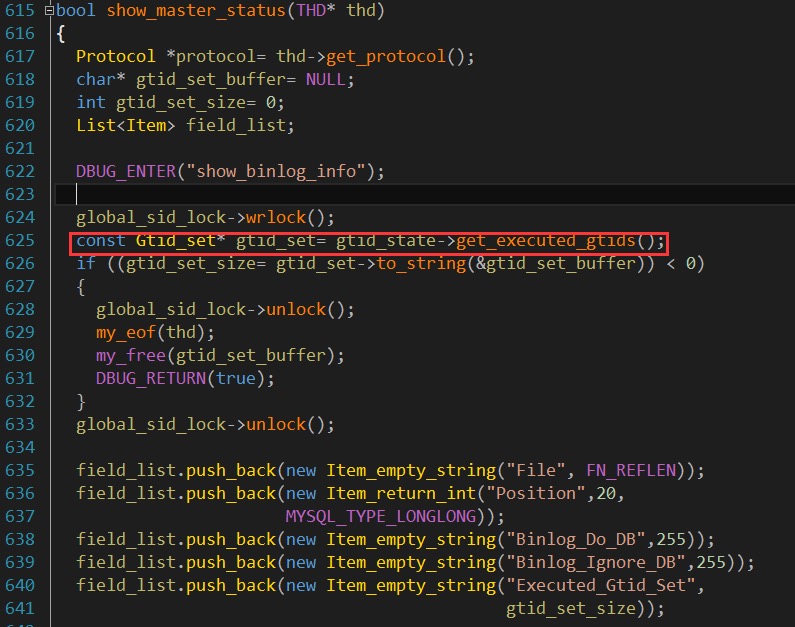 615 bool show_master_status(THD* thd)
616 {
617   Protocol *protocol= thd->get_protocol();
618   char* gtid_set_buffer= NULL;
619   int gtid_set_size= 0;
620   List<Item> field_list;
621
622   DBUG_ENTER("show_binlog_info");
623
624   global_sid_lock->wrlock();
625   const Gtid_set* gtid_set= gtid_state->get_executed_gtids();
626   if ((gtid_set_size= gtid_set->to_string(&gtid_set_buffer)) < 0)
627   {
628     global_sid_lock->unlock();
629     my_eof(thd);
630     my_free(gtid_set_buffer);
631     DBUG_RETURN(true);
632   }
633   global_sid_lock->unlock();
634
635   field_list.push_back(new Item_empty_string("File", FN_REFLEN));
636   field_list.push_back(new Item_return_int("Position",20,
637                        MYSQL_TYPE_LONGLONG));
638   field_list.push_back(new Item_empty_string("Binlog_Do_DB",255));
639   field_list.push_back(new Item_empty_string("Binlog_Ignore_DB",255));
640   field_list.push_back(new Item_empty_string("Executed_Gtid_Set",
641                                              gtid_set_size));